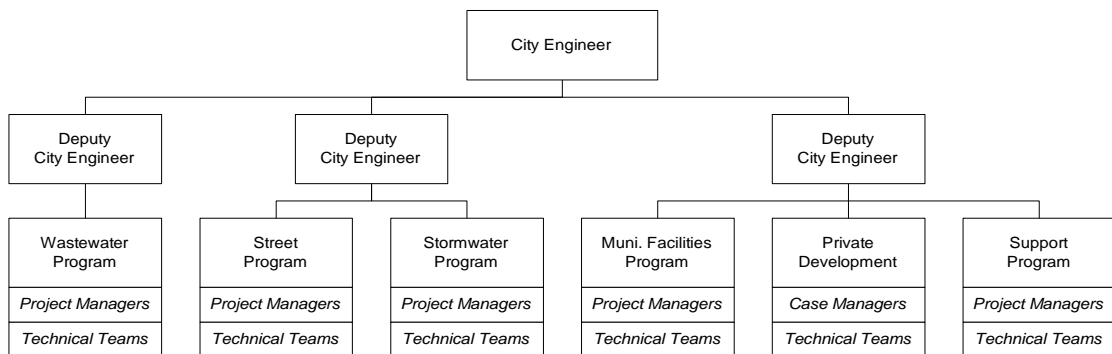 City Engineer
Deputy
City Engineer
Deputy
City Engineer
Deputy
City Engineer
Wastewater
Program
Project Managers
Technical Teams
Street
Program
Project Managers
Technical Teams
Stormwater
Program
Project Managers
Technical Teams
Muni. Facilities
Program
Project Managers
Technical Teams
Private
Development
Case Managers
Technical Teams
Support
Program
Project Managers
Technical Teams